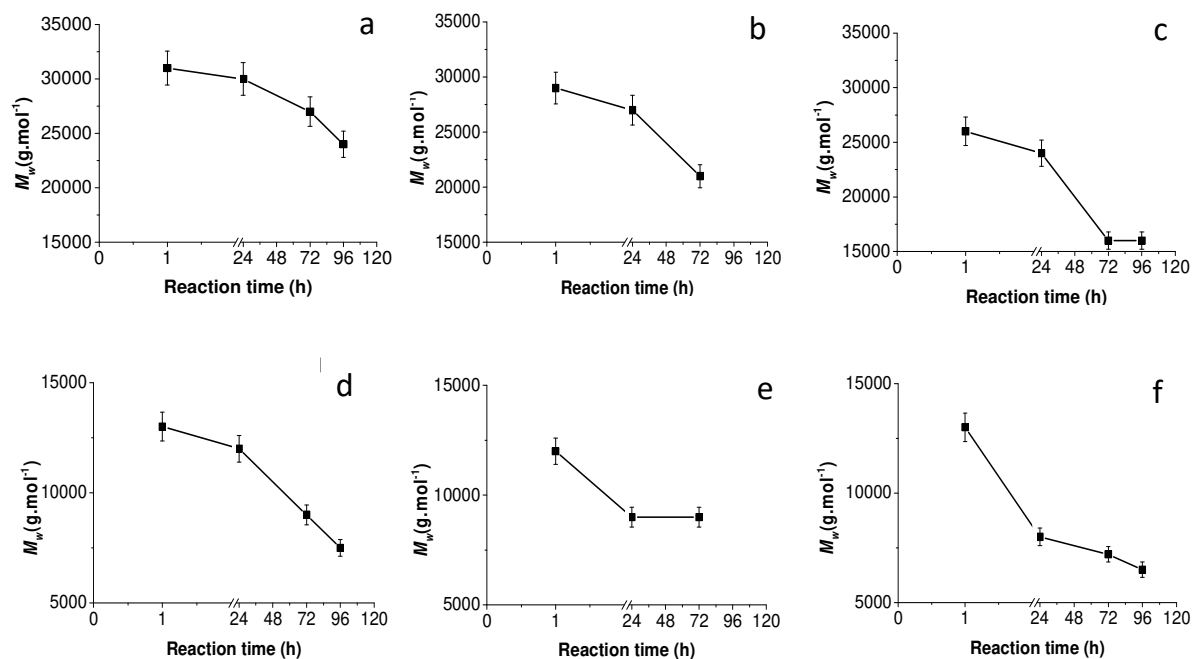 a
35000
30000
25000
20000
15000
M_w(g.mol⁻¹)
0 1 24 48 72 96 120
Reaction time (h)
b
35000
30000
25000
20000
15000
M_w(g.mol⁻¹)
0 1 24 48 72 96 120
Reaction time (h)
c
35000
30000
25000
20000
15000
M_w(g.mol⁻¹)
0 1 24 48 72 96 120
Reaction time (h)
d
15000
10000
5000
M_w(g.mol⁻¹)
0 1 24 48 72 96 120
Reaction time (h)
e
15000
10000
5000
M_w(g.mol⁻¹)
0 1 24 48 72 96 120
Reaction time (h)
f
15000
10000
5000
M_w(g.mol⁻¹)
0 1 24 48 72 96 120
Reaction time (h)